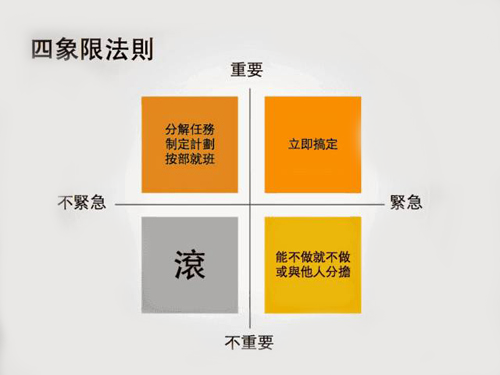 四象限法則
重要
分解任務
制定計劃
按部就班
立即搞定
不緊急
緊急
滾
能不做就不做
或與他人分擔
不重要